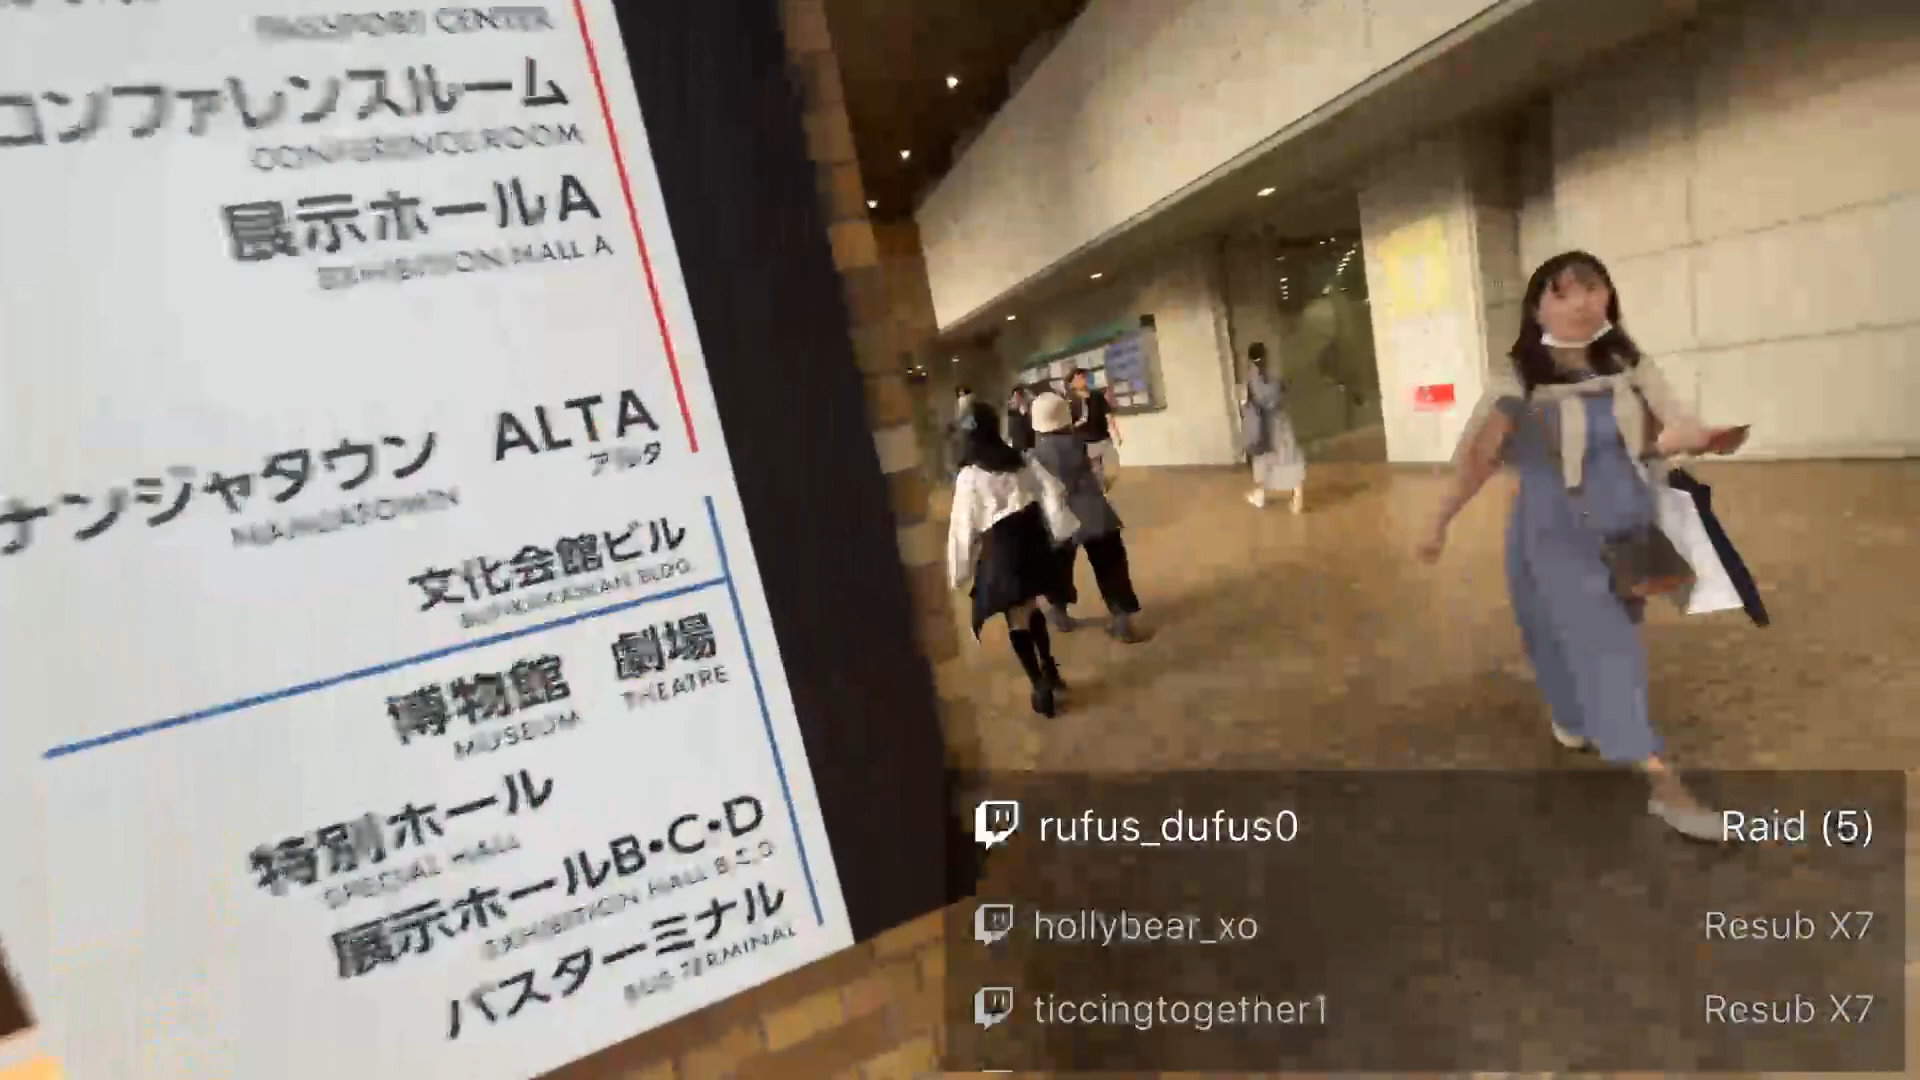 PASSPORT CENTER
コンファレンスルーム
CONFERENCE ROOM
展示ホールA
EXHIBITION HALL A
ナンジャタウン ALTA
アルタ
NAMJATOWN
文化会館ビル
BUNKAKAIKAN BLDG.
博物館 劇場
MUSEUM THEATRE
特別ホール
SPECIAL HALL
展示ホールB・C・D
EXHIBITION HALL B.C.D
バスターミナル
BUS TERMINAL
rufus_dufus0 Raid (5)
hollybear_xo Resub X7
ticcingtogether1 Resub X7